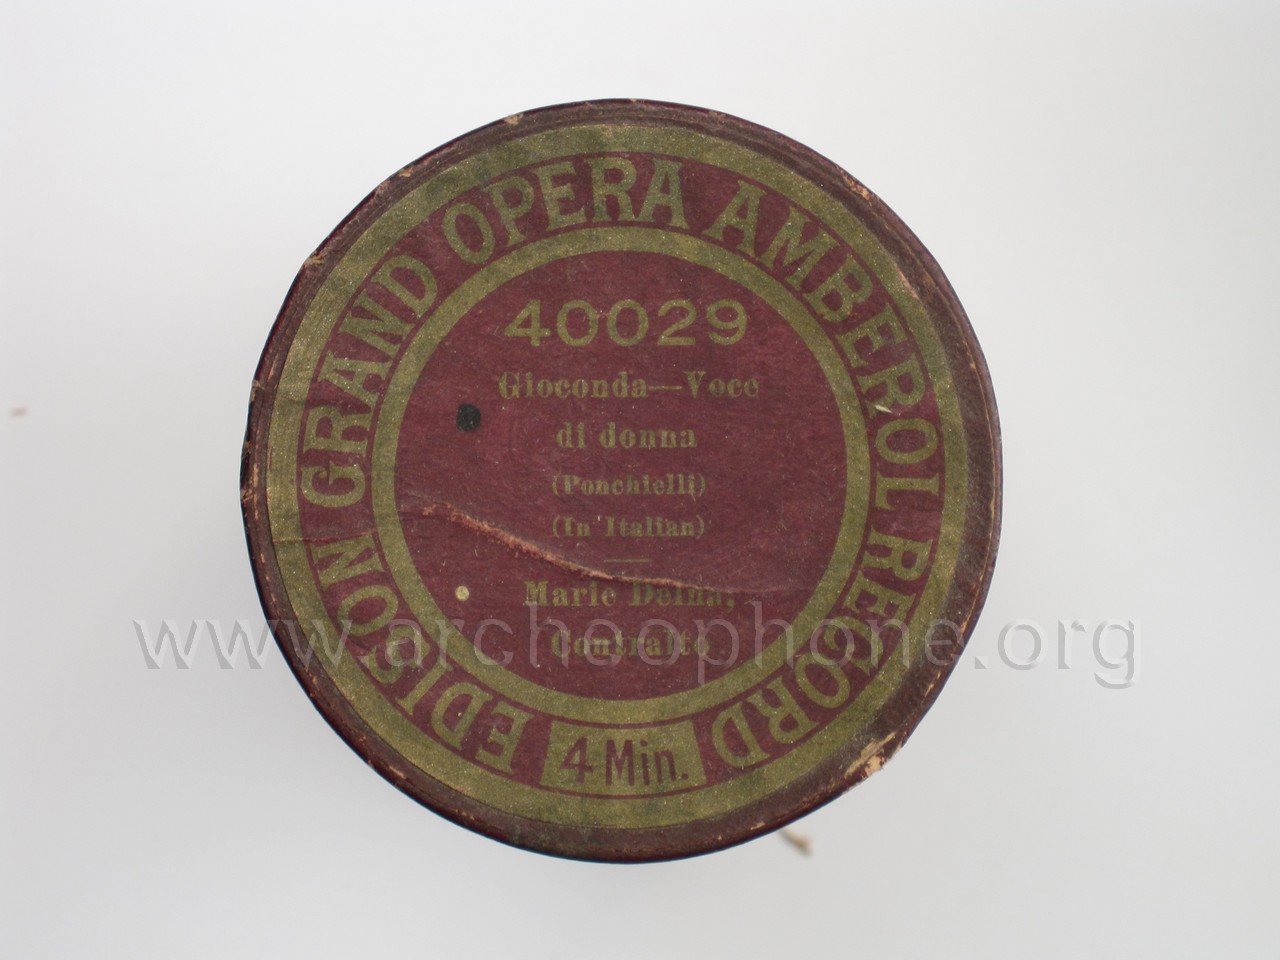 EDISON GRAND OPERA AMBEROL RECORD
40029
Gioconda—Voce
di donna
(Ponchielli)
(In Italian)
Marie Delna,
Contralto
4 Min.
www.archeophone.org